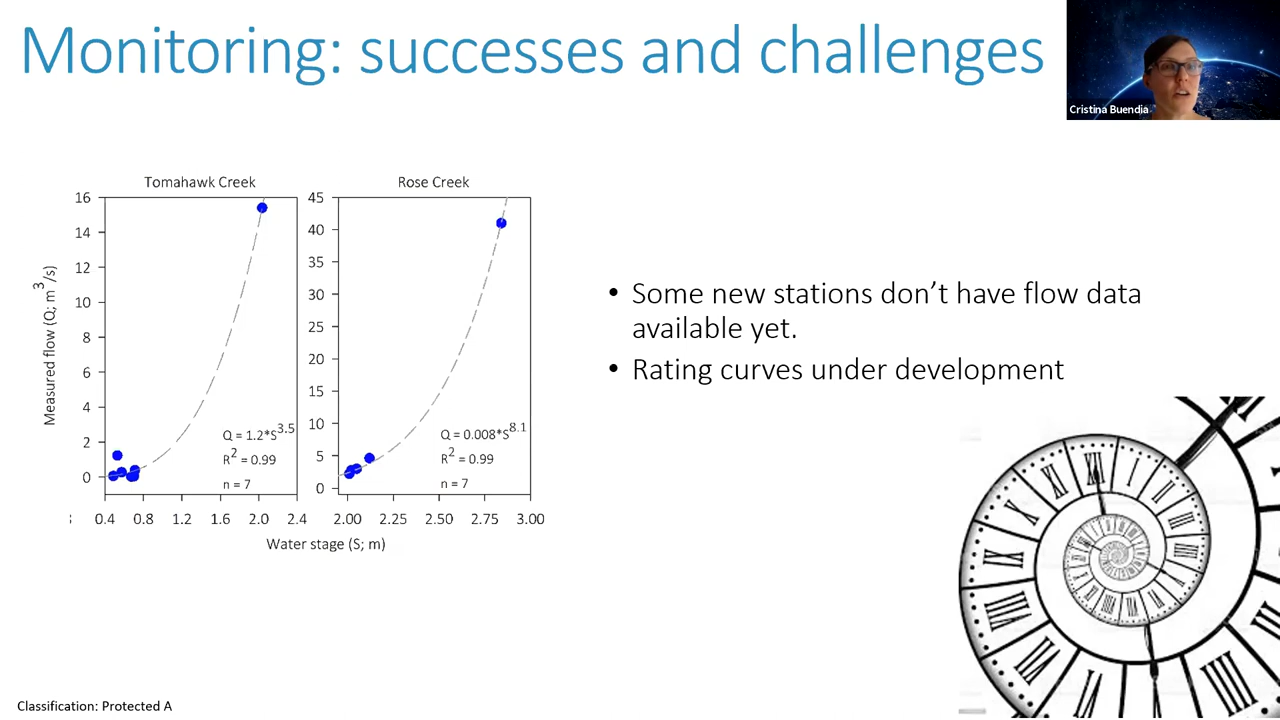 Monitoring: successes and challenges
Cristina Buendia
Tomahawk Creek
Rose Creek
Measured flow (Q; m3/s)
16
14
12
10
8
6
4
2
0
Q = 1.2*S3.5
R2 = 0.99
n = 7
0.4 0.8 1.2 1.6 2.0 2.4
45
40
35
30
25
20
15
10
5
0
Q = 0.008*S8.1
R2 = 0.99
n = 7
2.00 2.25 2.50 2.75 3.00
Water stage (S; m)
• Some new stations don’t have flow data
available yet.
• Rating curves under development
Classification: Protected A